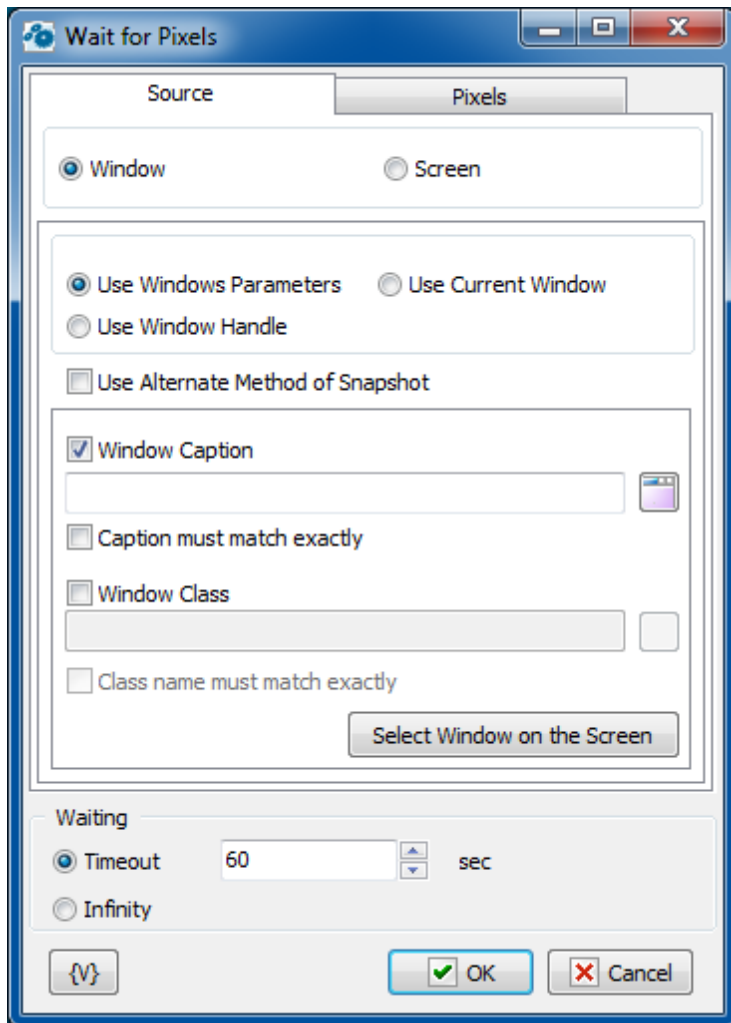 Wait for Pixels
Source Pixels
Window Screen
Use Windows Parameters Use Current Window
Use Window Handle
Use Alternate Method of Snapshot
Window Caption
Caption must match exactly
Window Class
Class name must match exactly
Select Window on the Screen
Waiting
Timeout 60 sec
Infinity
{V} OK Cancel